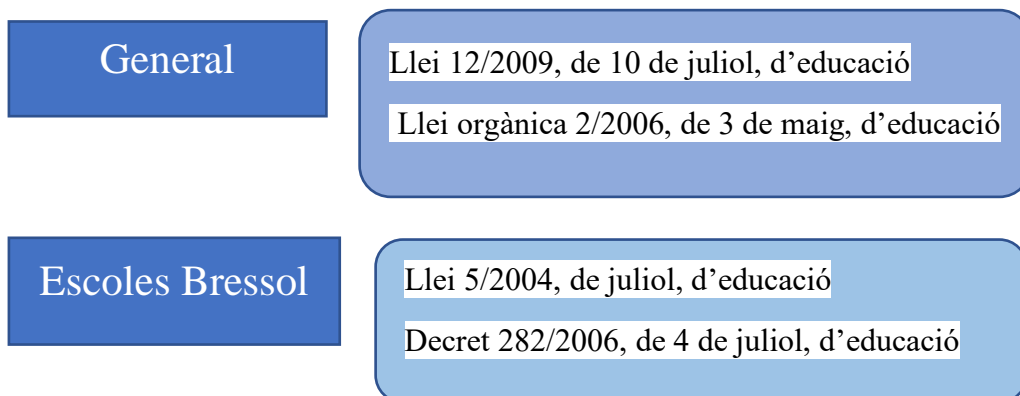 General
Llei 12/2009, de 10 de juliol, d’educació
Llei orgànica 2/2006, de 3 de maig, d’educació
Escoles Bressol
Llei 5/2004, de juliol, d’educació
Decret 282/2006, de 4 de juliol, d’educació